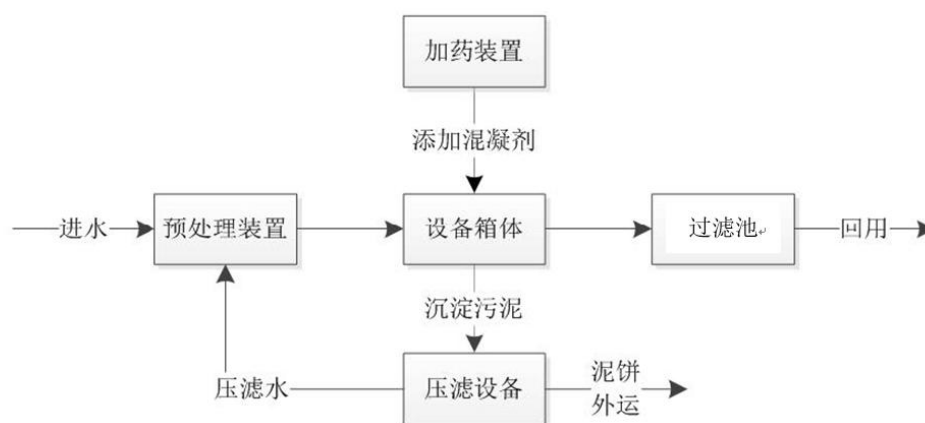 加药装置
添加混凝剂
进水
预处理装置
设备箱体
过滤池
回用
沉淀污泥
压滤水
压滤设备
泥饼
外运